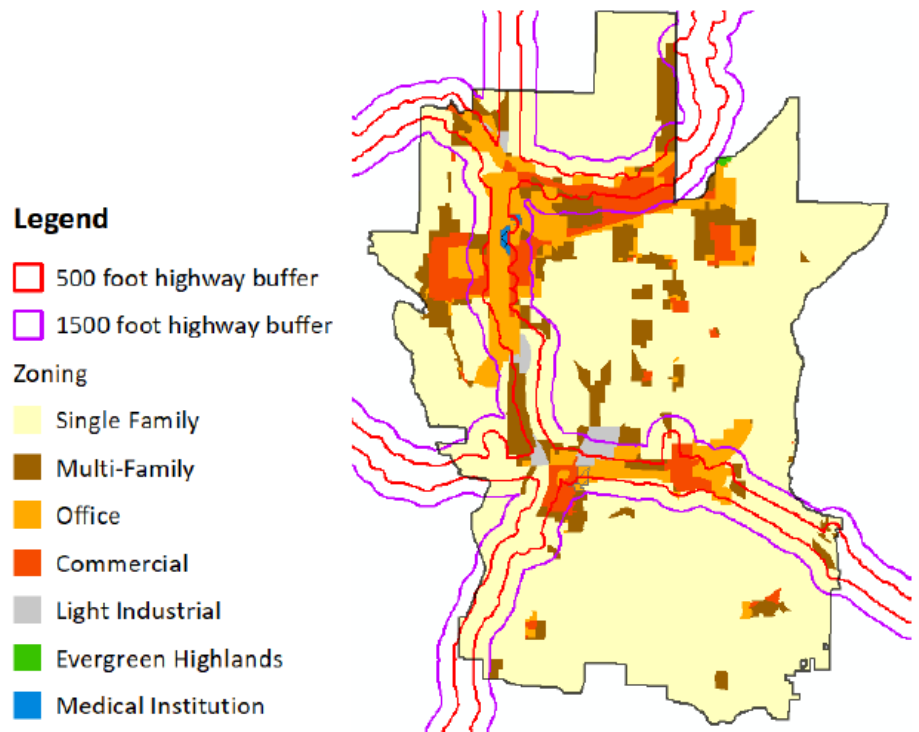 Legend
500 foot highway buffer
1500 foot highway buffer
Zoning
Single Family
Multi-Family
Office
Commercial
Light Industrial
Evergreen Highlands
Medical Institution